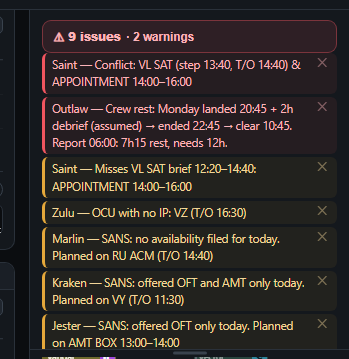 ⚠ 9 issues · 2 warnings
Saint — Conflict: VL SAT (step 13:40, T/O 14:40) &
APPOINTMENT 14:00–16:00
Outlaw — Crew rest: Monday landed 20:45 + 2h
debrief (assumed) → ended 22:45 → clear 10:45.
Report 06:00: 7h15 rest, needs 12h.
Saint — Misses VL SAT brief 12:20–14:40:
APPOINTMENT 14:00–16:00
Zulu — OCU with no IP: VZ (T/O 16:30)
Marlin — SANS: no availability filed for today.
Planned on RU ACM (T/O 14:40)
Kraken — SANS: offered OFT and AMT only today.
Planned on VY (T/O 11:30)
Jester — SANS: offered OFT only today. Planned
on AMT BOX 13:00–14:00